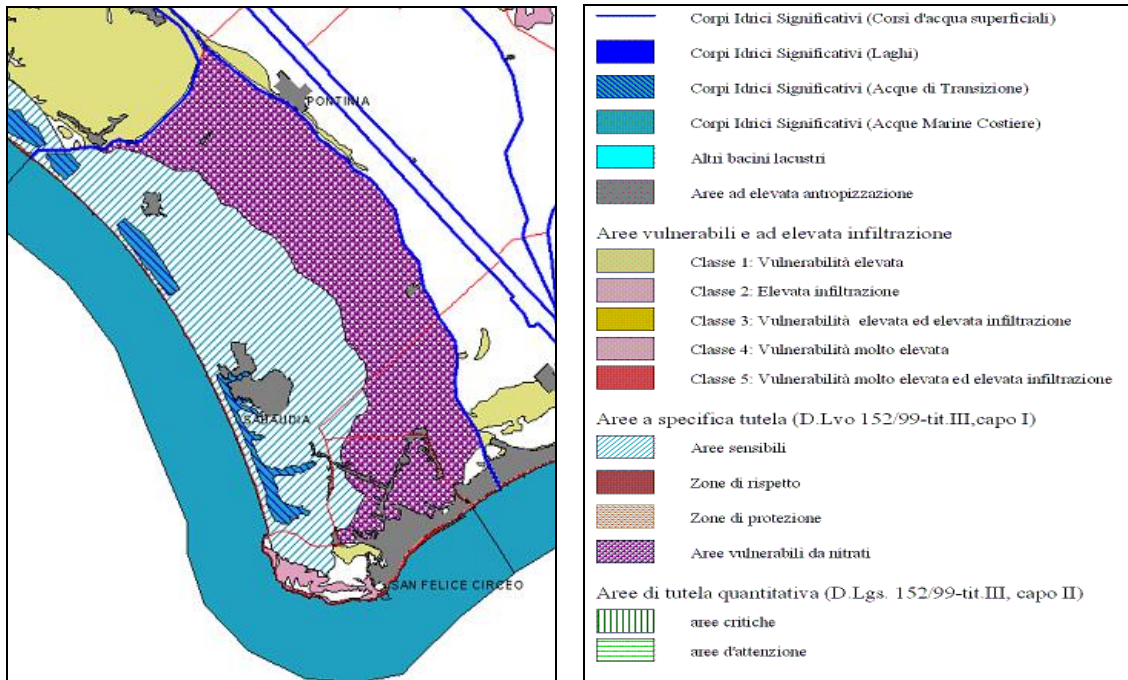 PONTINIA
SABAUDIA
SAN FELICE CIRCEO
Corpi Idrici Significativi (Corsi d'acqua superficiali)
Corpi Idrici Significativi (Laghi)
Corpi Idrici Significativi (Acque di Transizione)
Corpi Idrici Significativi (Acque Marine Costiere)
Altri bacini lacustri
Aree ad elevata antropizzazione
Aree vulnerabili e ad elevata infiltrazione
Classe 1: Vulnerabilità elevata
Classe 2: Elevata infiltrazione
Classe 3: Vulnerabilità elevata ed elevata infiltrazione
Classe 4: Vulnerabilità molto elevata
Classe 5: Vulnerabilità molto elevata ed elevata infiltrazione
Aree a specifica tutela (D.Lvo 152/99-tit.III,capo I)
Aree sensibili
Zone di rispetto
Zone di protezione
Aree vulnerabili da nitrati
Aree di tutela quantitativa (D.Lgs. 152/99-tit.III, capo II)
aree critiche
aree d'attenzione